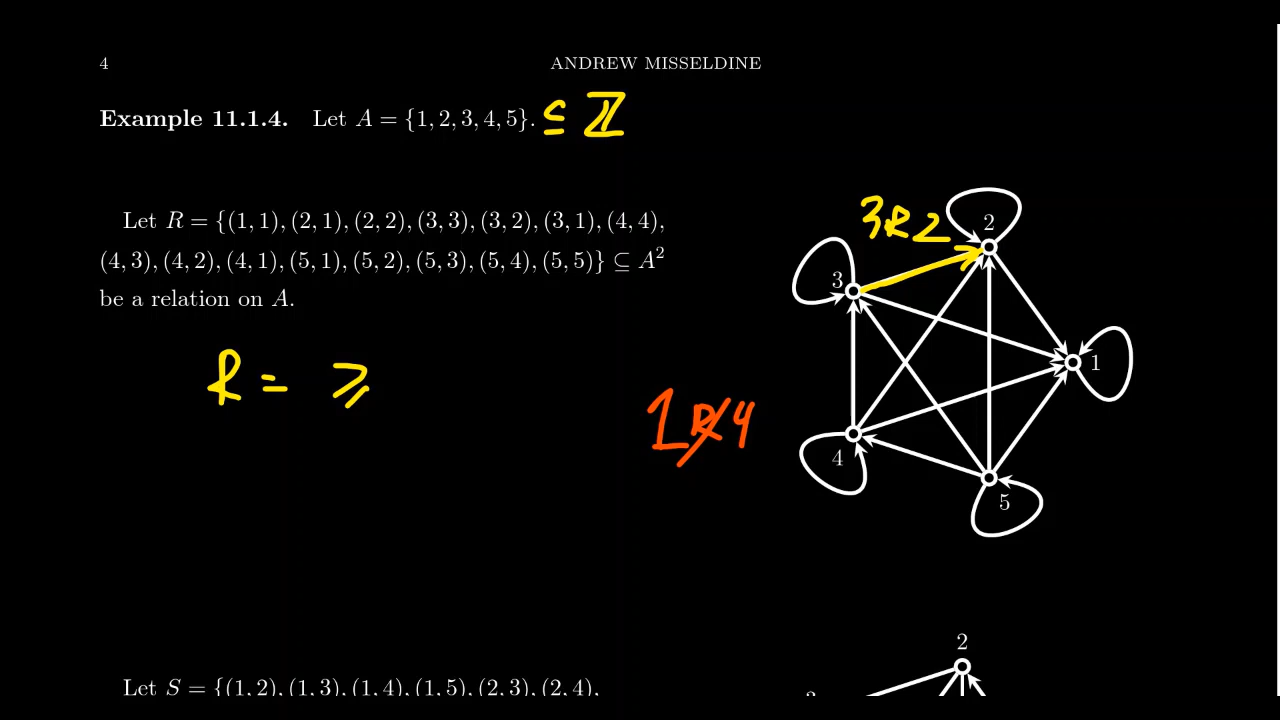 4 ANDREW MISSELDINE
Example 11.1.4. Let A = {1, 2, 3, 4, 5}. ⊆ ℤ
Let R = {(1, 1), (2, 1), (2, 2), (3, 3), (3, 2), (3, 1), (4, 4),
(4, 3), (4, 2), (4, 1), (5, 1), (5, 2), (5, 3), (5, 4), (5, 5)} ⊆ A²
be a relation on A.
R = ⩾
3R2
2
3
1
1 R̸ 4
4
5
2
Let S = {(1, 2), (1, 3), (1, 4), (1, 5), (2, 3), (2, 4),
3